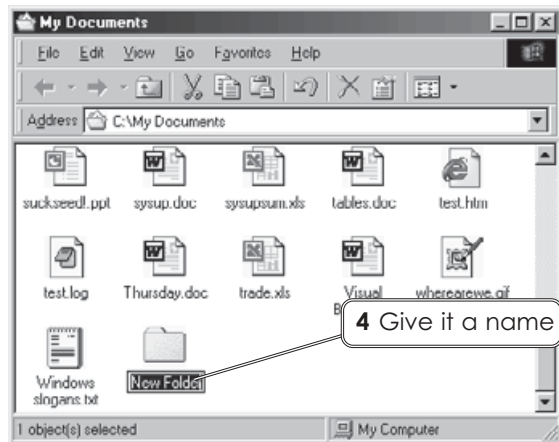 My Documents
File Edit View Go Favorites Help
Address C:\My Documents
suckseed!.ppt sysup.doc sysupsum.xls tables.doc test.htm
test.log Thursday.doc trade.xls Visual wherearewe.gif
4 Give it a name
Windows
slogans.txt
New Folder
1 object(s) selected My Computer